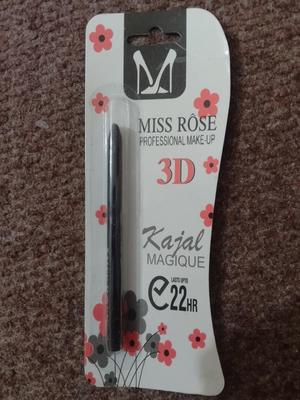 MISS RÔSE
PROFESSIONAL MAKE-UP
3D
Kajal
MAGIQUE
LASTS UPTO
22HR